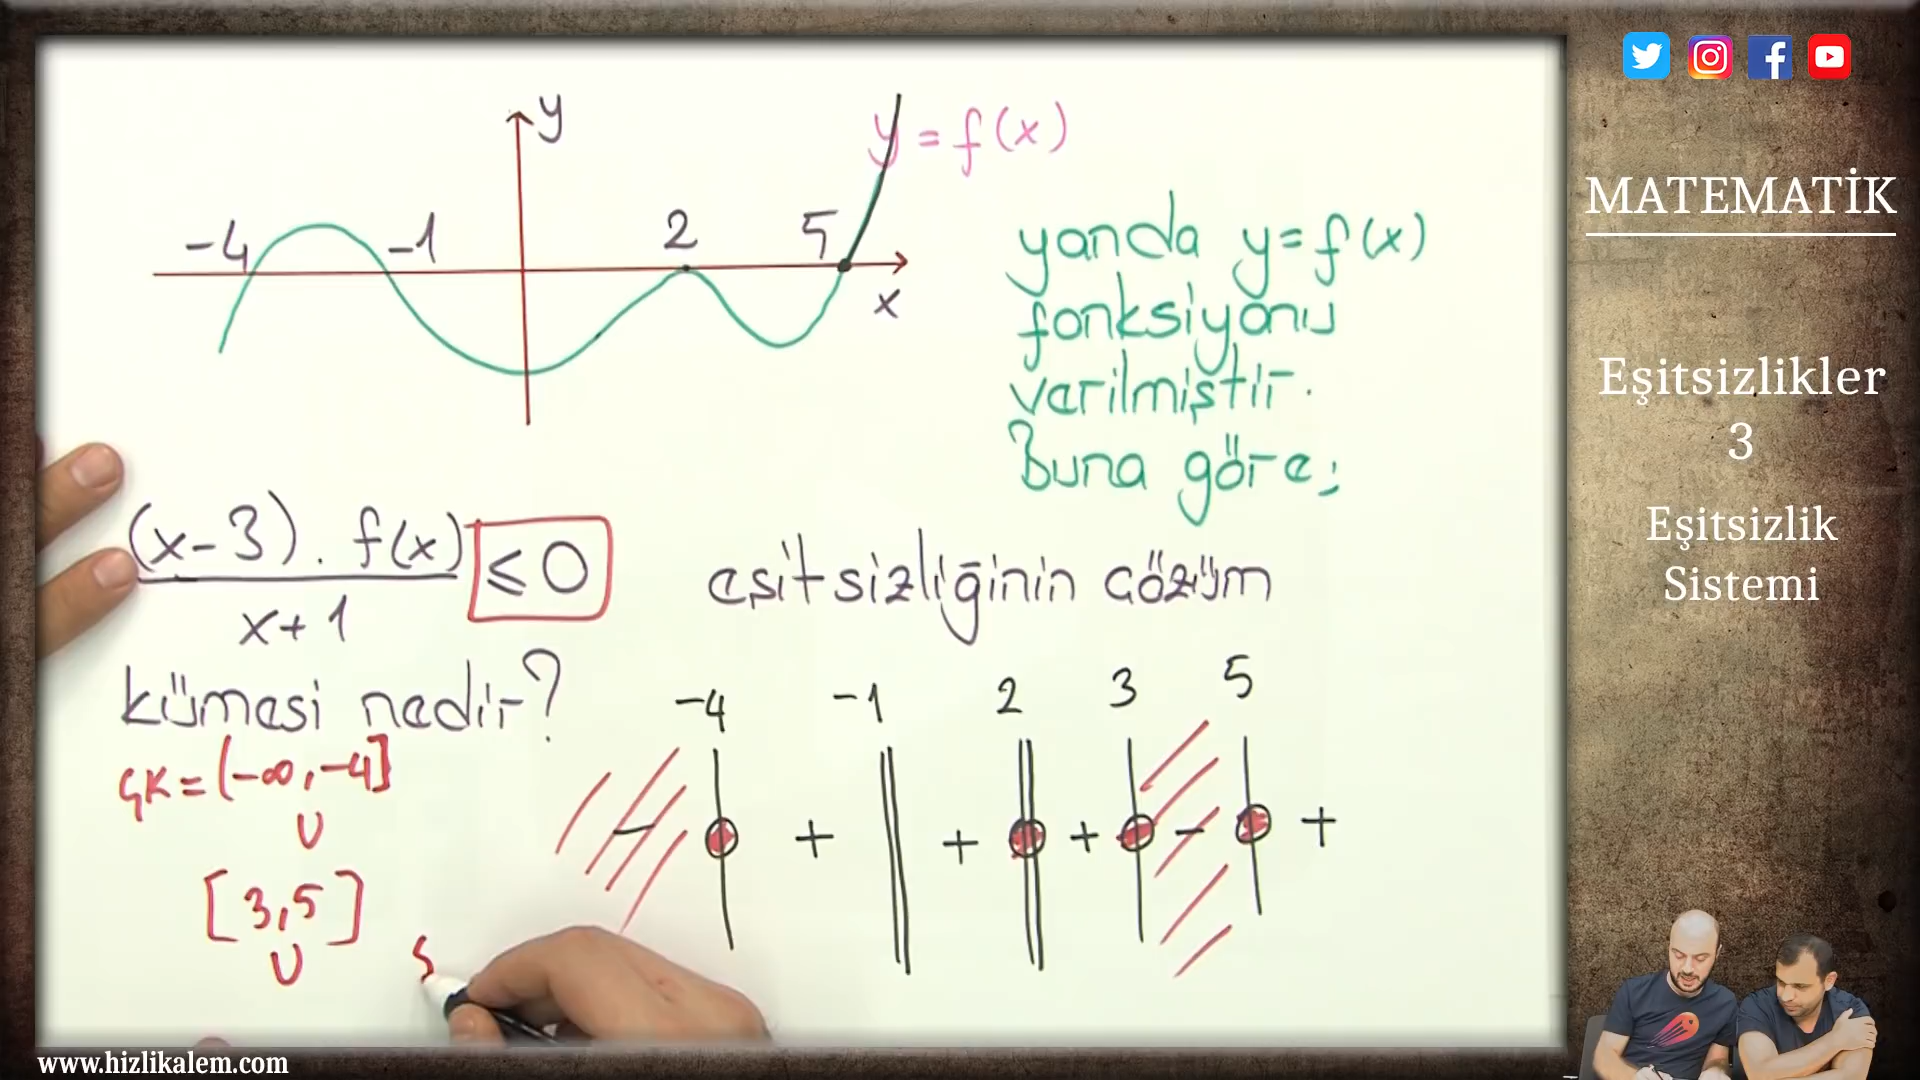 y
y = f(x)
-4
-1
2
5
x
yanda y=f(x)
fonksiyonu
verilmiştir.
Buna göre;
(x-3). f(x)
≤ 0
x+1
eşitsizliğinin çözüm
kümesi nedir?
-4 -1 2 3 5
- + + + - +
ÇK = (-∞, -4]
U
[3,5]
U
MATEMATİK
Eşitsizlikler
3
Eşitsizlik
Sistemi
www.hizlikalem.com